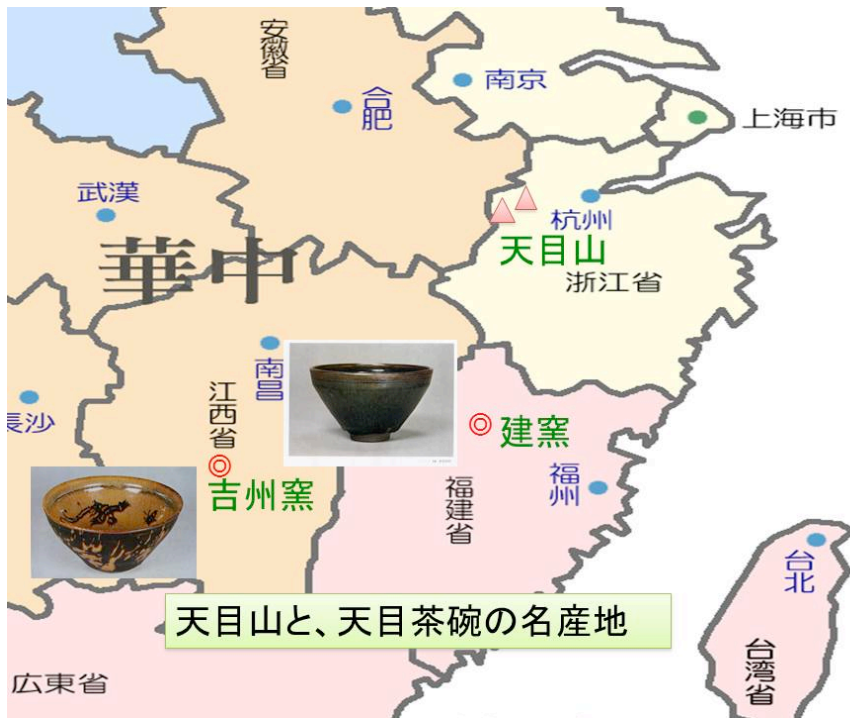 安徽省
南京
合肥
上海市
武漢
杭州
天目山
華中
浙江省
南昌
江西省
長沙
建窯
吉州窯
福州
福建省
台北
天目山と、天目茶碗の名産地
台湾省
広東省